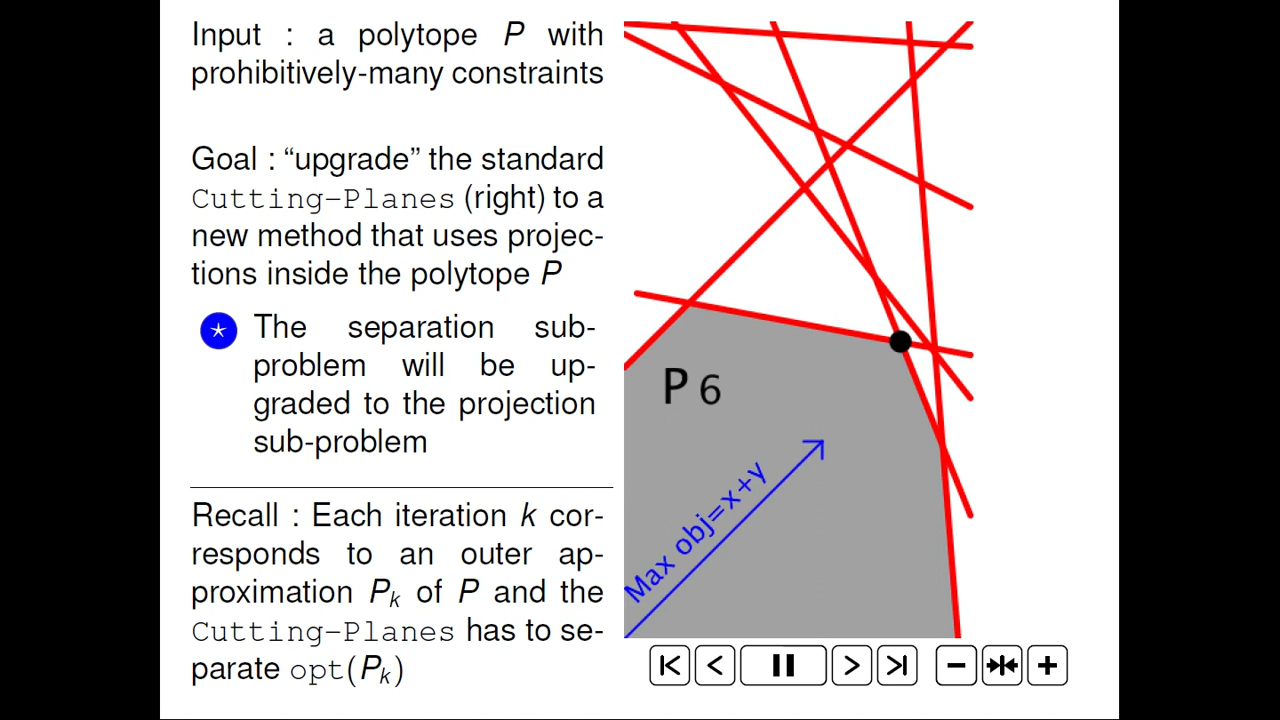 Input : a polytope P with
prohibitively-many constraints
Goal : “upgrade” the standard
Cutting-Planes (right) to a
new method that uses projec-
tions inside the polytope P
The separation sub-
problem will be up-
graded to the projection
sub-problem
Recall : Each iteration k cor-
responds to an outer ap-
proximation Pk of P and the
Cutting-Planes has to se-
parate opt(Pk)
P 6
Max obj=x+y